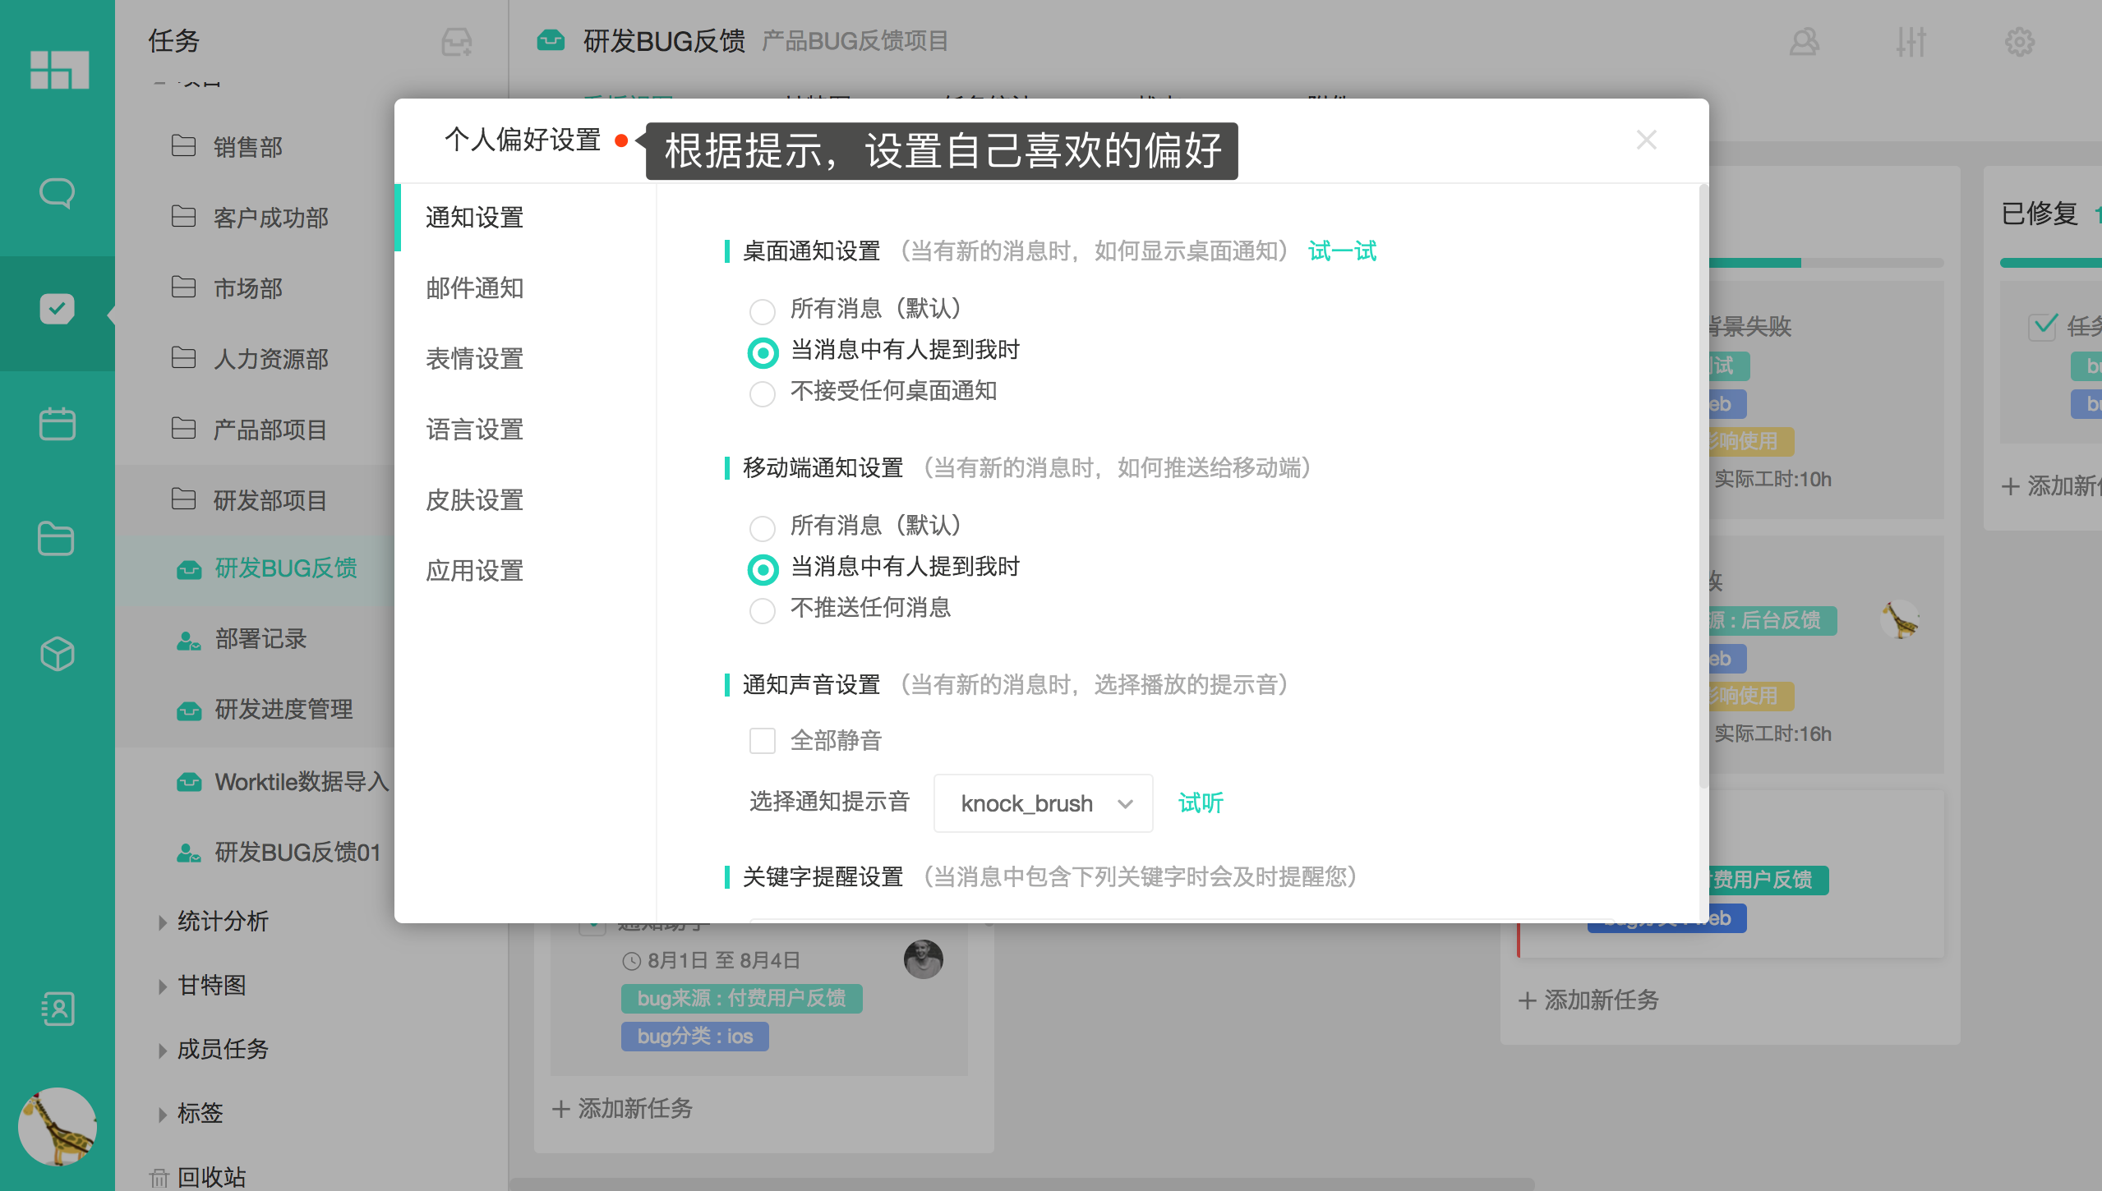 任务
项目
销售部
客户成功部
市场部
人力资源部
产品部项目
研发部项目
研发BUG反馈
部署记录
研发进度管理
Worktile数据导入
研发BUG反馈01
统计分析
甘特图
成员任务
标签
回收站
研发BUG反馈 产品BUG反馈项目
个人偏好设置
根据提示，设置自己喜欢的偏好
通知设置
邮件通知
表情设置
语言设置
皮肤设置
应用设置
桌面通知设置 （当有新的消息时，如何显示桌面通知） 试一试
所有消息（默认）
当消息中有人提到我时
不接受任何桌面通知
移动端通知设置 （当有新的消息时，如何推送给移动端）
所有消息（默认）
当消息中有人提到我时
不推送任何消息
通知声音设置 （当有新的消息时，选择播放的提示音）
全部静音
选择通知提示音 knock_brush 试听
关键字提醒设置 （当消息中包含下列关键字时会及时提醒您）
8月1日 至 8月4日
bug来源 : 付费用户反馈
bug分类 : ios
+ 添加新任务
背景失败
试
eb
影响使用
实际工时:10h
源 : 后台反馈
eb
影响使用
实际工时:16h
付费用户反馈
bug分类 : web
+ 添加新任务
已修复
任务
bu
bu
+ 添加新任